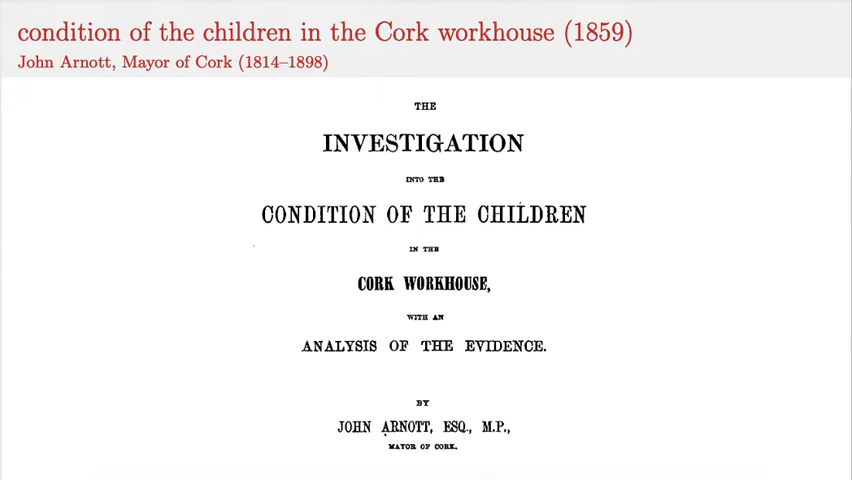 condition of the children in the Cork workhouse (1859)
John Arnott, Mayor of Cork (1814–1898)
THE
INVESTIGATION
INTO THE
CONDITION OF THE CHILDREN
IN THE
CORK WORKHOUSE,
WITH AN
ANALYSIS OF THE EVIDENCE.
BY
JOHN ARNOTT, ESQ., M.P.,
MAYOR OF CORK.